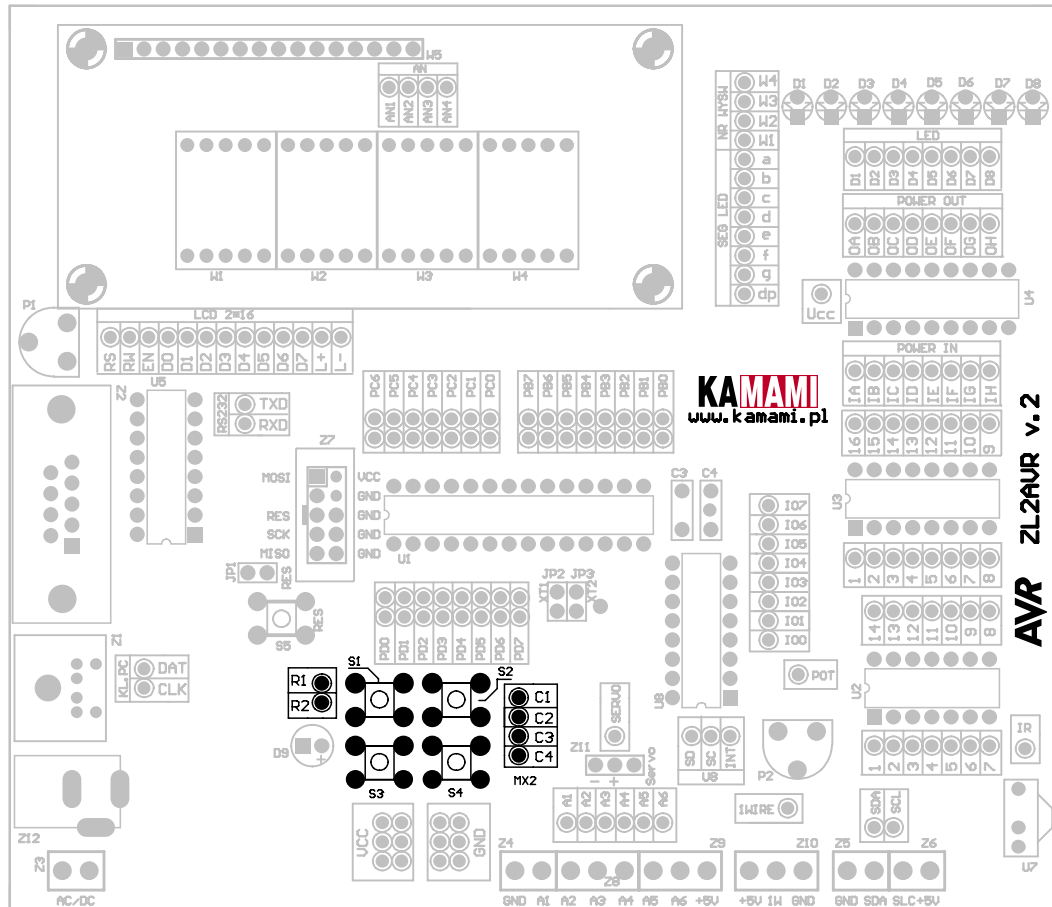 W5
AN
AN1 AN2 AN3 AN4
W1 W2 W3 W4
NR WYSW
W4
W3
W2
W1
SEG LED
a
b
c
d
e
f
g
dp
D1 D2 D3 D4 D5 D6 D7 D8
LED
D1 D2 D3 D4 D5 D6 D7 D8
POWER OUT
OA OB OC OD OE OF OG OH
Ucc
U4
P1
LCD 2*16
RS RW EN D0 D1 D2 D3 D4 D5 D6 D7 L+ L-
POWER IN
IA IB IC ID IE IF IG IH
16 15 14 13 12 11 10 9
KAMAMI
www.kamami.pl
Z2
U5
RS232
TXD
RXD
PC6 PC5 PC4 PC3 PC2 PC1 PC0
PB7 PB6 PB5 PB4 PB3 PB2 PB1 PB0
Z7
MOSI VCC
GND
RES GND
SCK GND
MISO GND
U1
C3 C4
U3
IO7
IO6
IO5
IO4
IO3
IO2
IO1
IO0
1 2 3 4 5 6 7 8
AVR ZL2AVR v.2
JP1
RES
S5
RES
JP2 JP3
XT1 XT2
PD0 PD1 PD2 PD3 PD4 PD5 PD6 PD7
14 13 12 11 10 9 8
Z1
KL.PC
DAT
CLK
S1
S2
R1
R2
C1
C2
C3
C4
MX2
D9
+
S3 S4
SERVO
U8
POT
U2
SD SC INT
U8
P2
IR
Z11
- +
Servo
1 2 3 4 5 6 7
Z12
VCC
GND
A1 A2 A3 A4 A5 A6
1WIRE
SDA SCL
U7
Z3
AC/DC
Z4 Z8 Z9 Z10 Z5 Z6
GND A1 A2 A3 A4 A5 A6 +5V +5V 1W GND GND SDA SLC +5V